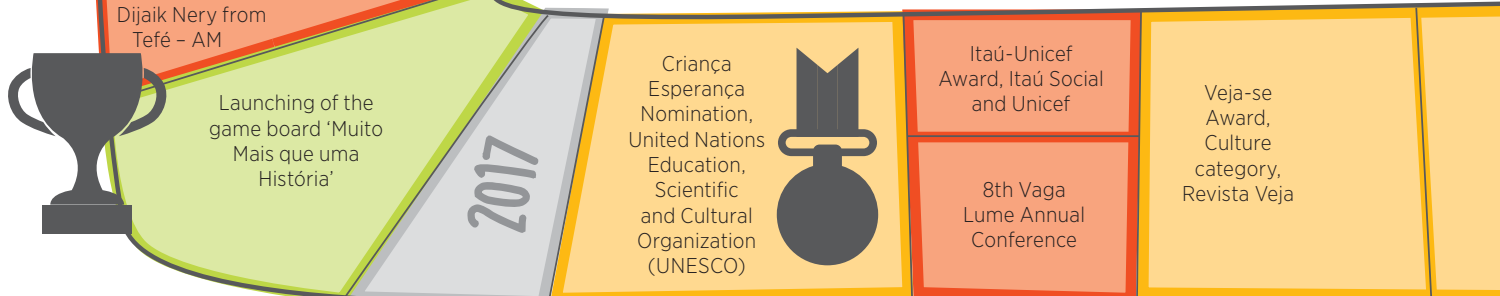 Dijaik Nery from
Tefé – AM
Launching of the
game board ‘Muito
Mais que uma
História’
2017
Criança
Esperança
Nomination,
United Nations
Education,
Scientific
and Cultural
Organization
(UNESCO)
Itaú-Unicef
Award, Itaú Social
and Unicef
8th Vaga
Lume Annual
Conference
Veja-se
Award,
Culture
category,
Revista Veja